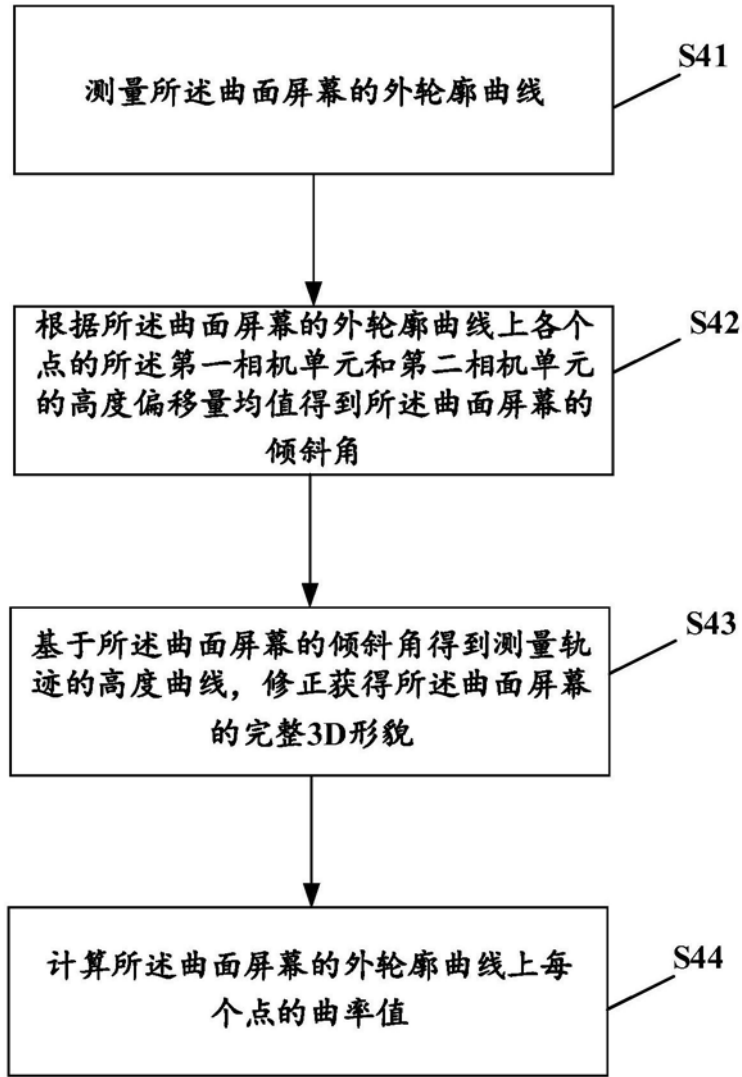 测量所述曲面屏幕的外轮廓曲线
S41
根据所述曲面屏幕的外轮廓曲线上各个
点的所述第一相机单元和第二相机单元
的高度偏移量均值得到所述曲面屏幕的
倾斜角
S42
基于所述曲面屏幕的倾斜角得到测量轨
迹的高度曲线，修正获得所述曲面屏幕
的完整3D形貌
S43
计算所述曲面屏幕的外轮廓曲线上每
个点的曲率值
S44